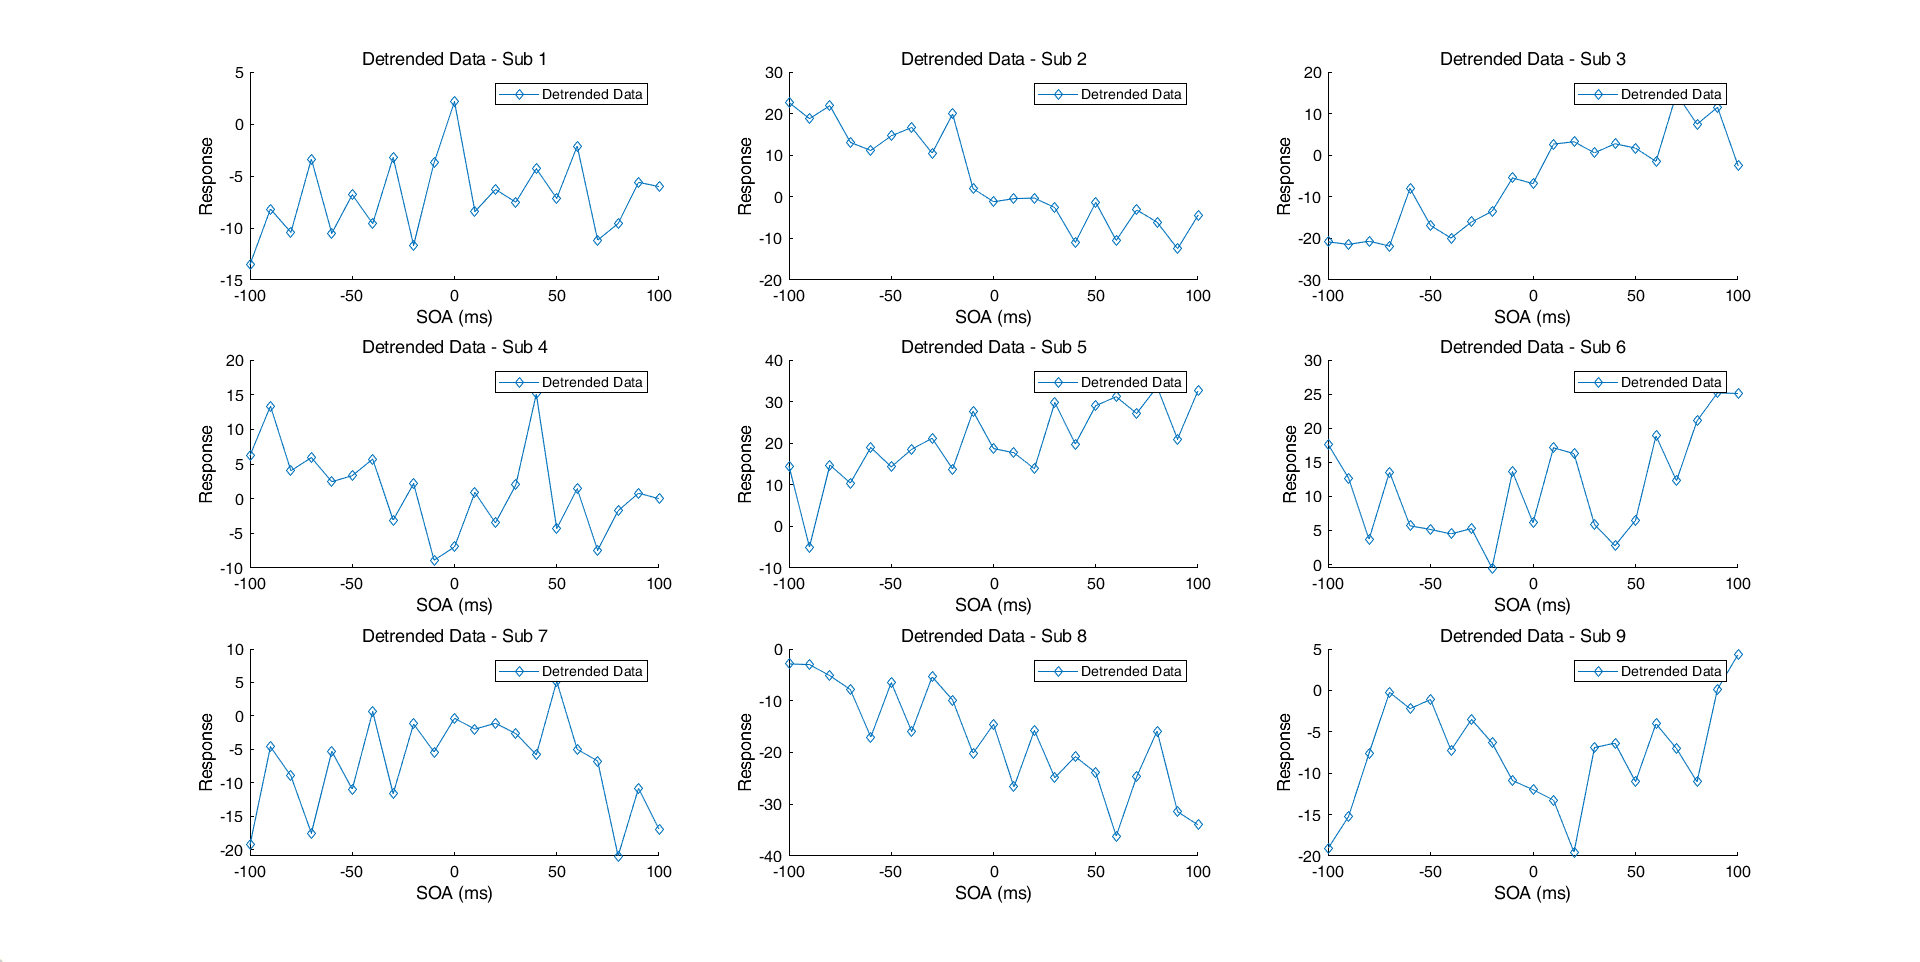 Detrended Data - Sub 1
Detrended Data
5
0
-5
-10
-15
Response
-100 -50 0 50 100
SOA (ms)
Detrended Data - Sub 2
Detrended Data
30
20
10
0
-10
-20
Response
-100 -50 0 50 100
SOA (ms)
Detrended Data - Sub 3
Detrended Data
20
10
0
-10
-20
-30
Response
-100 -50 0 50 100
SOA (ms)
Detrended Data - Sub 4
Detrended Data
20
15
10
5
0
-5
-10
Response
-100 -50 0 50 100
SOA (ms)
Detrended Data - Sub 5
Detrended Data
40
30
20
10
0
-10
Response
-100 -50 0 50 100
SOA (ms)
Detrended Data - Sub 6
Detrended Data
30
25
20
15
10
5
0
Response
-100 -50 0 50 100
SOA (ms)
Detrended Data - Sub 7
Detrended Data
10
5
0
-5
-10
-15
-20
Response
-100 -50 0 50 100
SOA (ms)
Detrended Data - Sub 8
Detrended Data
0
-10
-20
-30
-40
Response
-100 -50 0 50 100
SOA (ms)
Detrended Data - Sub 9
Detrended Data
5
0
-5
-10
-15
-20
Response
-100 -50 0 50 100
SOA (ms)